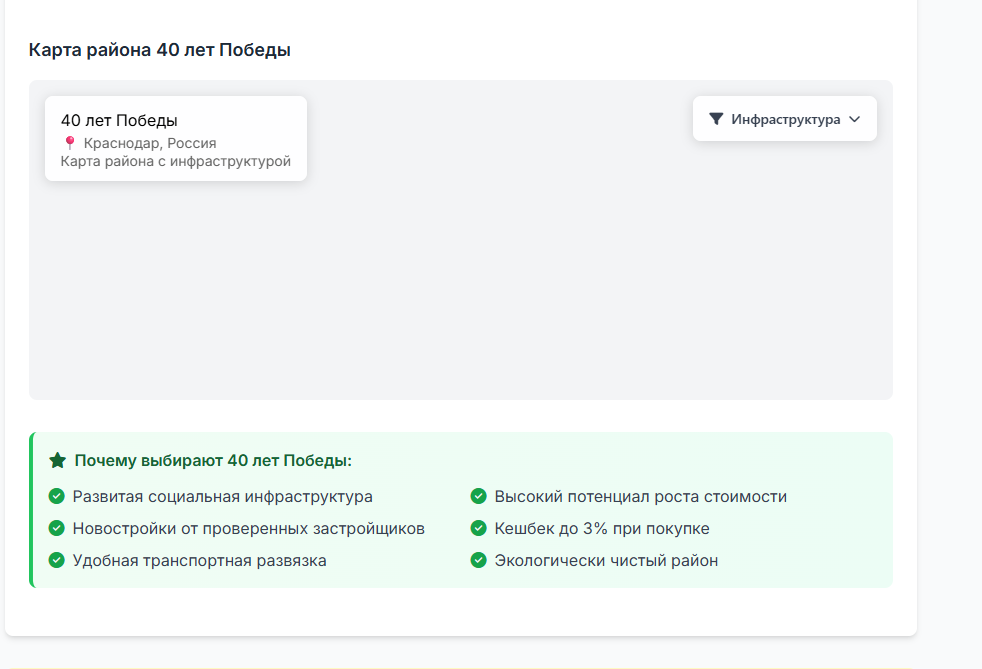 Карта района 40 лет Победы
40 лет Победы
Краснодар, Россия
Карта района с инфраструктурой
Инфраструктура
Почему выбирают 40 лет Победы:
Развитая социальная инфраструктура
Высокий потенциал роста стоимости
Новостройки от проверенных застройщиков
Кешбек до 3% при покупке
Удобная транспортная развязка
Экологически чистый район